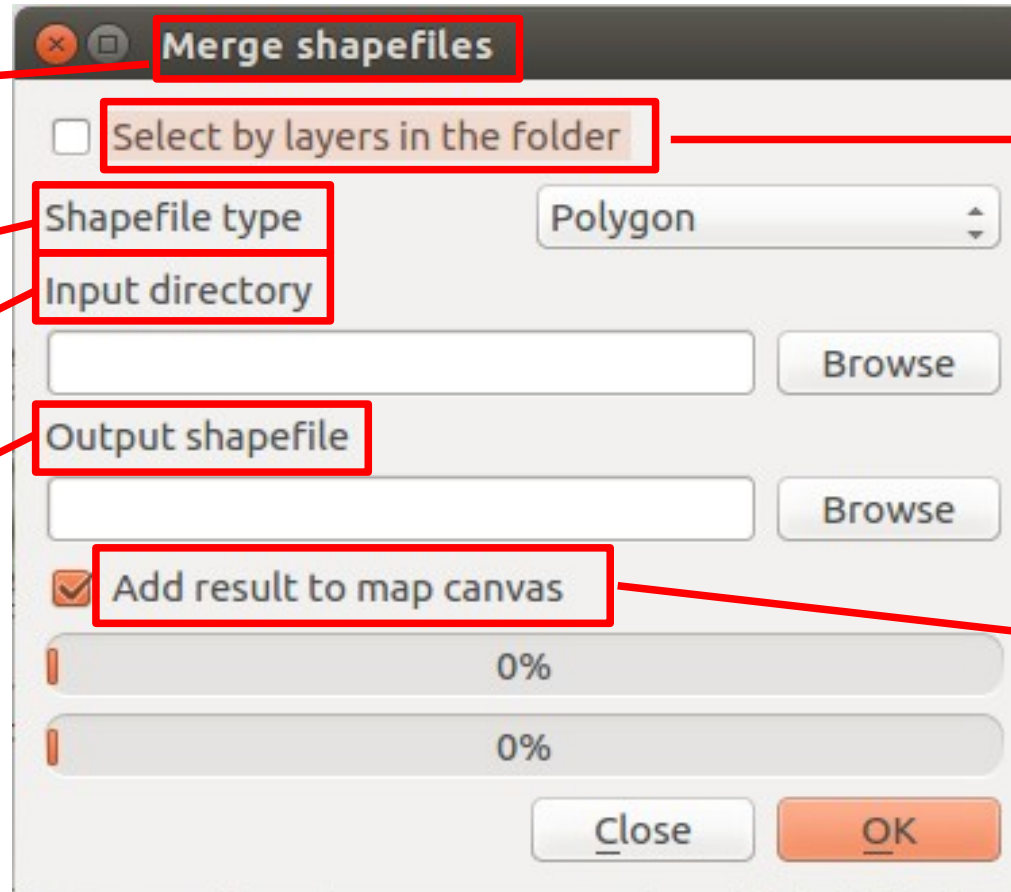 Merge shapefiles
Select by layers in the folder
Shapefile type Polygon
Input directory
Browse
Output shapefile
Browse
Add result to map canvas
0%
0%
Close OK